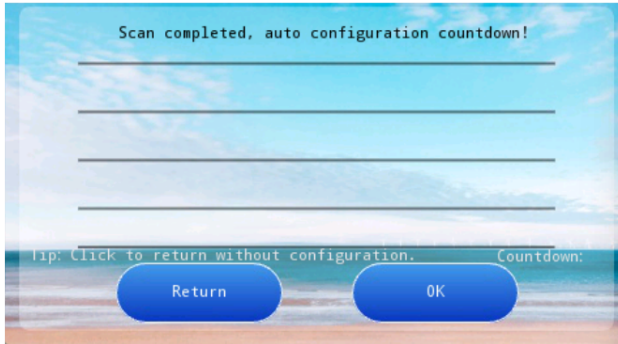 Scan completed, auto configuration countdown!
Tip: Click to return without configuration. Countdown:
Return OK